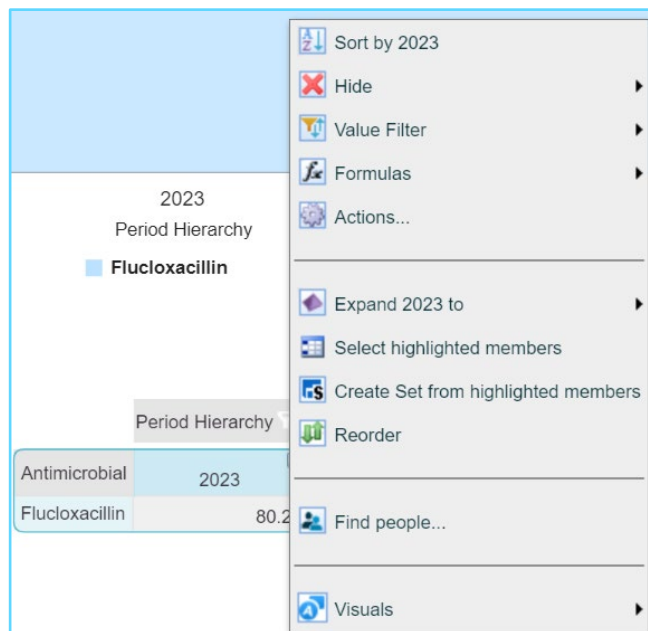 Sort by 2023
Hide
Value Filter
Formulas
Actions...
Expand 2023 to
Select highlighted members
Create Set from highlighted members
Reorder
Find people...
Visuals
2023
Period Hierarchy
Flucloxacillin
Period Hierarchy
Antimicrobial 2023
Flucloxacillin 80.2